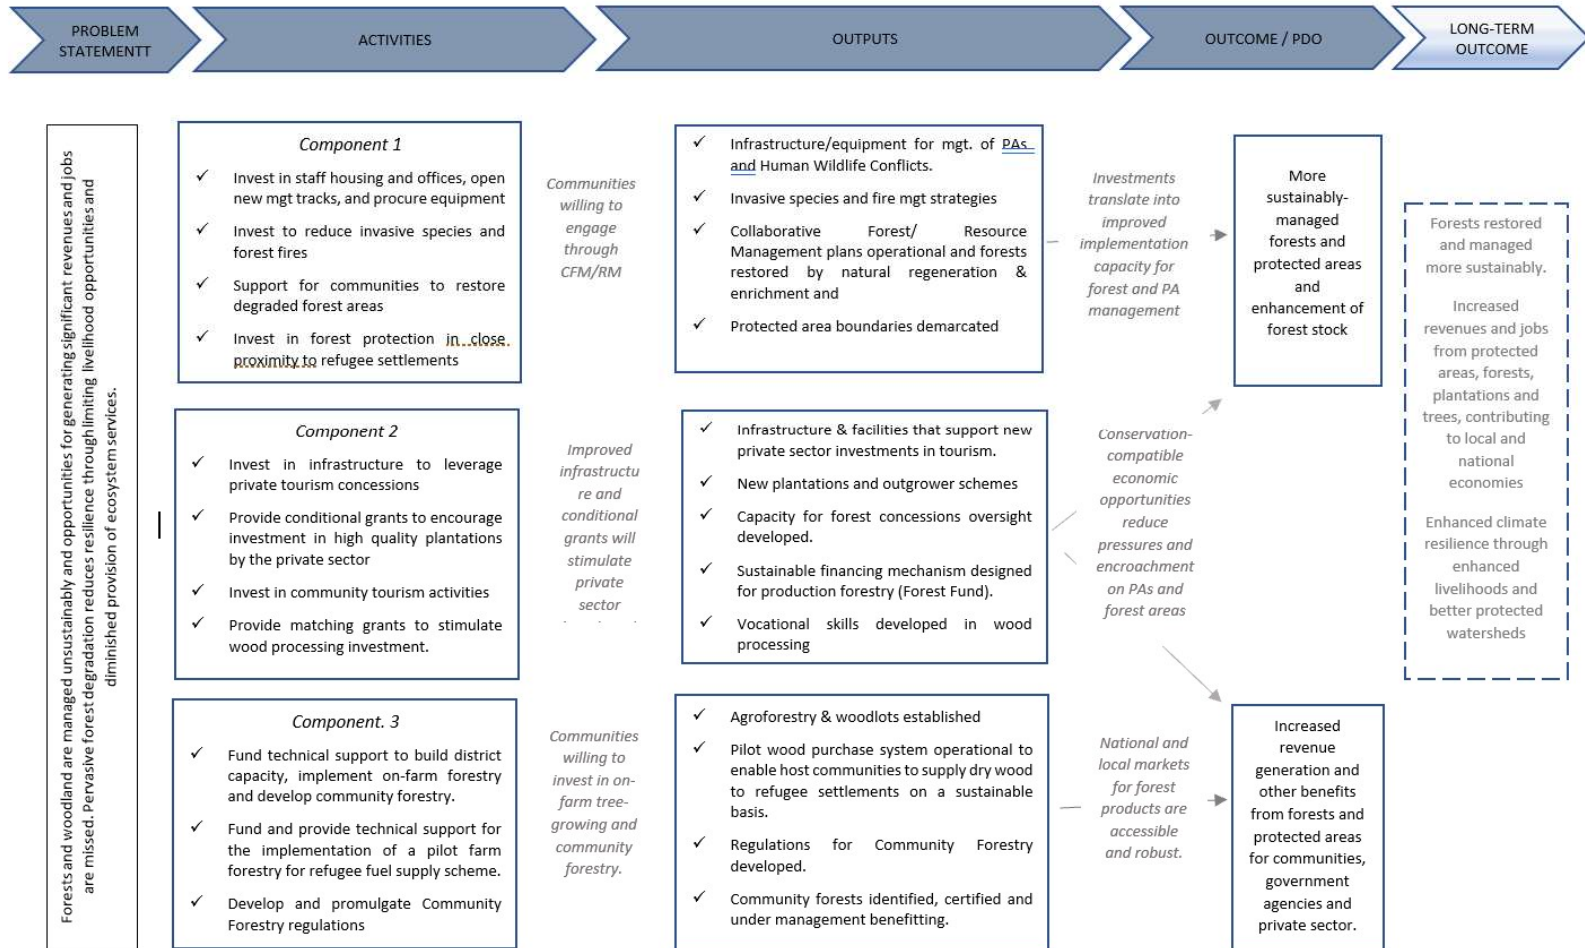 PROBLEM
STATEMENTT
ACTIVITIES
OUTPUTS
OUTCOME / PDO
LONG-TERM
OUTCOME
Forests and woodland are managed unsustainably and opportunities for generating significant revenues and jobs
are missed. Pervasive forest degradation reduces resilience through limiting livelihood opportunities and
diminished provision of ecosystem services.
Component 1
✓ Invest in staff housing and offices, open
new mgt tracks, and procure equipment
✓ Invest to reduce invasive species and
forest fires
✓ Support for communities to restore
degraded forest areas
✓ Invest in forest protection in close
proximity to refugee settlements
Communities
willing to
engage
through
CFM/RM
✓ Infrastructure/equipment for mgt. of PAs
and Human Wildlife Conflicts.
✓ Invasive species and fire mgt strategies
✓ Collaborative Forest/ Resource
Management plans operational and forests
restored by natural regeneration &
enrichment and
✓ Protected area boundaries demarcated
Investments
translate into
improved
implementation
capacity for
forest and PA
management
More
sustainably-
managed
forests and
protected areas
and
enhancement of
forest stock
Component 2
✓ Invest in infrastructure to leverage
private tourism concessions
✓ Provide conditional grants to encourage
investment in high quality plantations
by the private sector
✓ Invest in community tourism activities
✓ Provide matching grants to stimulate
wood processing investment.
Improved
infrastructu
re and
conditional
grants will
stimulate
private
sector
✓ Infrastructure & facilities that support new
private sector investments in tourism.
✓ New plantations and outgrower schemes
✓ Capacity for forest concessions oversight
developed.
✓ Sustainable financing mechanism designed
for production forestry (Forest Fund).
✓ Vocational skills developed in wood
processing
Conservation-
compatible
economic
opportunities
reduce
pressures and
encroachment
on PAs and
forest areas
Component. 3
✓ Fund technical support to build district
capacity, implement on-farm forestry
and develop community forestry.
✓ Fund and provide technical support for
the implementation of a pilot farm
forestry for refugee fuel supply scheme.
✓ Develop and promulgate Community
Forestry regulations
Communities
willing to
invest in on-
farm tree-
growing and
community
forestry.
✓ Agroforestry & woodlots established
✓ Pilot wood purchase system operational to
enable host communities to supply dry wood
to refugee settlements on a sustainable
basis.
✓ Regulations for Community Forestry
developed.
✓ Community forests identified, certified and
under management benefitting.
National and
local markets
for forest
products are
accessible
and robust.
Increased
revenue
generation and
other benefits
from forests and
protected areas
for communities,
government
agencies and
private sector.
Forests restored
and managed
more sustainably.
Increased
revenues and jobs
from protected
areas, forests,
plantations and
trees, contributing
to local and
national
economies
Enhanced climate
resilience through
enhanced
livelihoods and
better protected
watersheds